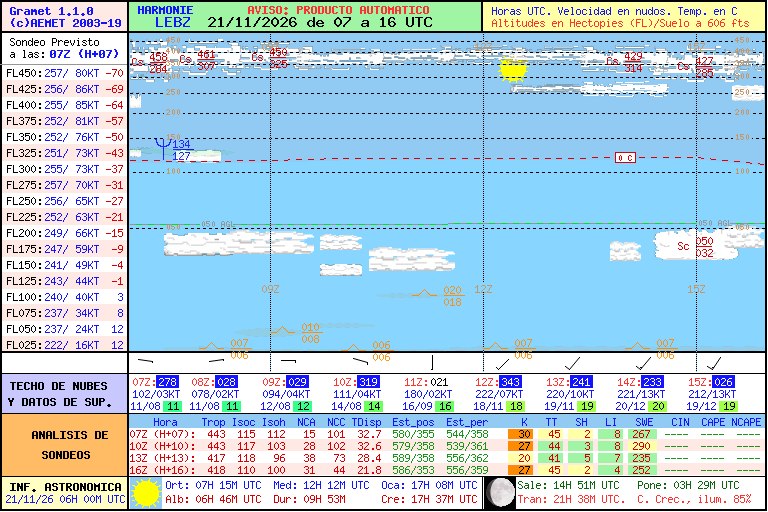 Gramet 1.1.0
(c)AEMET 2003-19
HARMONIE
LEBZ
AVISO: PRODUCTO AUTOMATICO
21/11/2026 de 07 a 16 UTC
Horas UTC. Velocidad en nudos. Temp. en C
Altitudes en Hectopies (FL)/Suelo a 606 fts
Sondeo Previsto
a las: 07Z (H+07)
FL450:257/ 80KT -70
FL425:256/ 86KT -69
FL400:255/ 85KT -64
FL375:252/ 81KT -57
FL350:252/ 76KT -50
FL325:251/ 73KT -43
FL300:255/ 73KT -37
FL275:257/ 70KT -31
FL250:256/ 65KT -27
FL225:252/ 63KT -21
FL200:249/ 66KT -15
FL175:247/ 59KT -9
FL150:241/ 49KT -4
FL125:243/ 44KT -1
FL100:240/ 40KT 3
FL075:237/ 34KT 8
FL050:237/ 24KT 12
FL025:222/ 16KT 12
Cs 458 284
Cs 461 307
Cs 459 325
Cs 429 314
Cs 427 285
134
127
0 C
050 AGL
050 AGL
Sc 050 032
09Z 12Z 15Z
020
018
010
008
007
006
006
006
007
006
007
006
TECHO DE NUBES
Y DATOS DE SUP.
07Z:278 08Z:028 09Z:029 10Z:319 11Z:021 12Z:343 13Z:241 14Z:233 15Z:026
102/03KT 078/02KT 094/04KT 111/04KT 162/02KT 222/07KT 220/10KT 221/13KT 212/13KT
11/08 11 11/08 11 12/08 12 14/08 14 16/09 16 18/11 18 20/11 19 20/12 20 19/12 19
ANALISIS DE
SONDEOS
Hora Trop Isoc Isoh NCA NCC TDisp Est_pos Est_per K TT SH LI SWE CIN CAPE NCAPE
07Z (H+07): 443 115 112 15 101 32.7 580/355 544/358 30 45 2 8 267 ---- ---- ----
10Z (H+10): 447 117 103 28 102 32.6 579/358 539/361 27 44 3 8 290 ---- ---- ----
13Z (H+13): 417 118 96 38 73 28.4 579/358 556/362 20 41 5 7 235 ---- ---- ----
16Z (H+16): 418 110 100 31 44 21.8 586/353 556/359 27 45 2 4 252 ---- ---- ----
INF. ASTRONOMICA
21/11/26 06H 00M UTC
Ort: 07H 15M UTC Med: 12H 12M UTC Oca: 17H 08M UTC
Alb: 06H 46M UTC Dur: 09H 53M Cre: 17H 37M UTC
Sale: 14H 51M UTC Pone: 03H 29M UTC
Tran: 21H 38M UTC. C. Crec., ilum. 85%